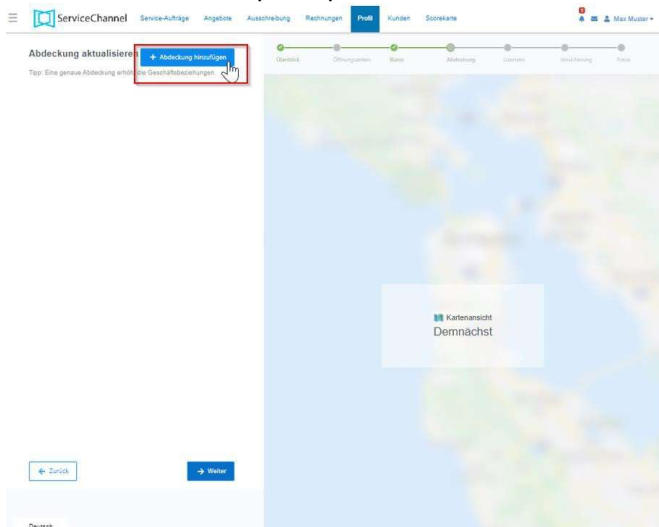 ServiceChannel Service-Aufträge Angebote Ausschreibung Rechnungen Profil Kunden Scorekarte Max Muster
Abdeckung aktualisieren + Abdeckung hinzufügen
Tipp: Eine genaue Abdeckung erhöht die Geschäftsbeziehungen.
Überblick Öffnungszeiten Büros Abdeckung Lizenzen Versicherung Fotos
Kartenansicht
Demnächst
← Zurück → Weiter
Deutsch